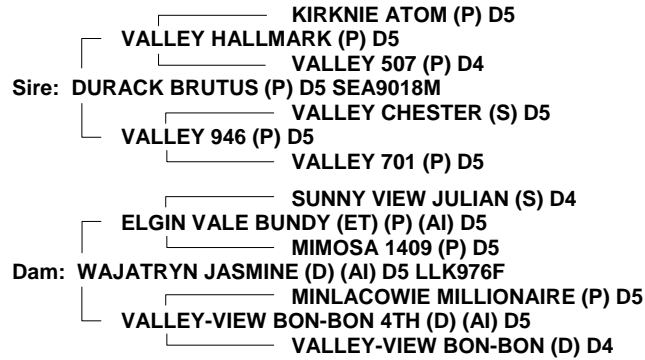 KIRKNIE ATOM (P) D5
VALLEY HALLMARK (P) D5
VALLEY 507 (P) D4
Sire: DURACK BRUTUS (P) D5 SEA9018M
VALLEY CHESTER (S) D5
VALLEY 946 (P) D5
VALLEY 701 (P) D5
SUNNY VIEW JULIAN (S) D4
ELGIN VALE BUNDY (ET) (P) (AI) D5
MIMOSA 1409 (P) D5
Dam: WAJATRYN JASMINE (D) (AI) D5 LLK976F
MINLACOWIE MILLIONAIRE (P) D5
VALLEY-VIEW BON-BON 4TH (D) (AI) D5
VALLEY-VIEW BON-BON (D) D4